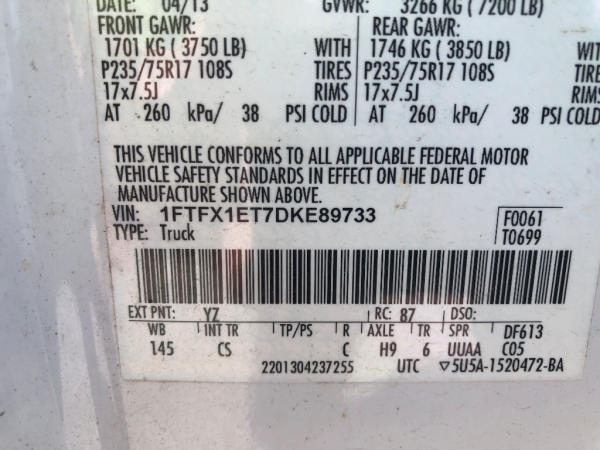 DATE: 04/13 GVWR: 3266 KG ( 7200 LB)
FRONT GAWR: REAR GAWR:
1701 KG ( 3750 LB) WITH 1746 KG ( 3850 LB)
P235/75R17 108S TIRES P235/75R17 108S
17x7.5J RIMS 17x7.5J
AT 260 kPa/ 38 PSI COLD AT 260 kPa/ 38 PSI COLD
THIS VEHICLE CONFORMS TO ALL APPLICABLE FEDERAL MOTOR
VEHICLE SAFETY STANDARDS IN EFFECT ON THE DATE OF
MANUFACTURE SHOWN ABOVE.
VIN: 1FTFX1ET7DKE89733 F0061
TYPE: Truck T0699
EXT PNT: YZ RC: 87 DSO:
WB INT TR TP/PS R AXLE TR SPR DF613
145 CS C H9 6 UUAA C05
2201304237255 UTC ▽5U5A-1520472-BA